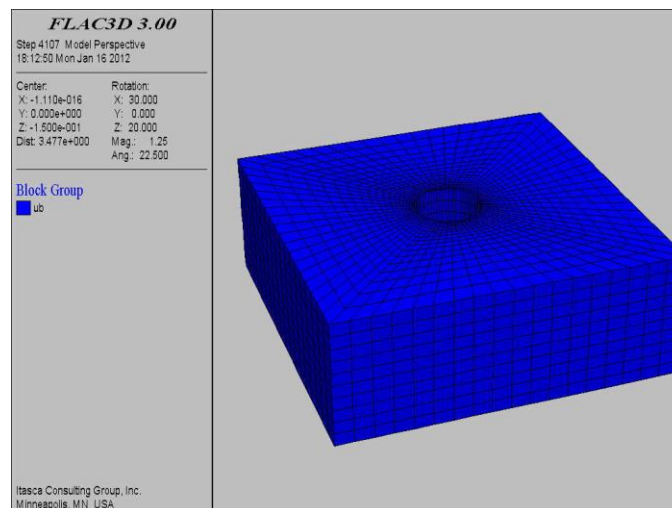 FLAC3D 3.00
Step 4107 Model Perspective
18:12:50 Mon Jan 16 2012
Center: Rotation:
X: -1.110e-016 X: 30.000
Y: 0.000e+000 Y: 0.000
Z: -1.500e-001 Z: 20.000
Dist: 3.477e+000 Mag.: 1.25
Ang.: 22.500
Block Group
ub
Itasca Consulting Group, Inc.
Minneapolis, MN USA